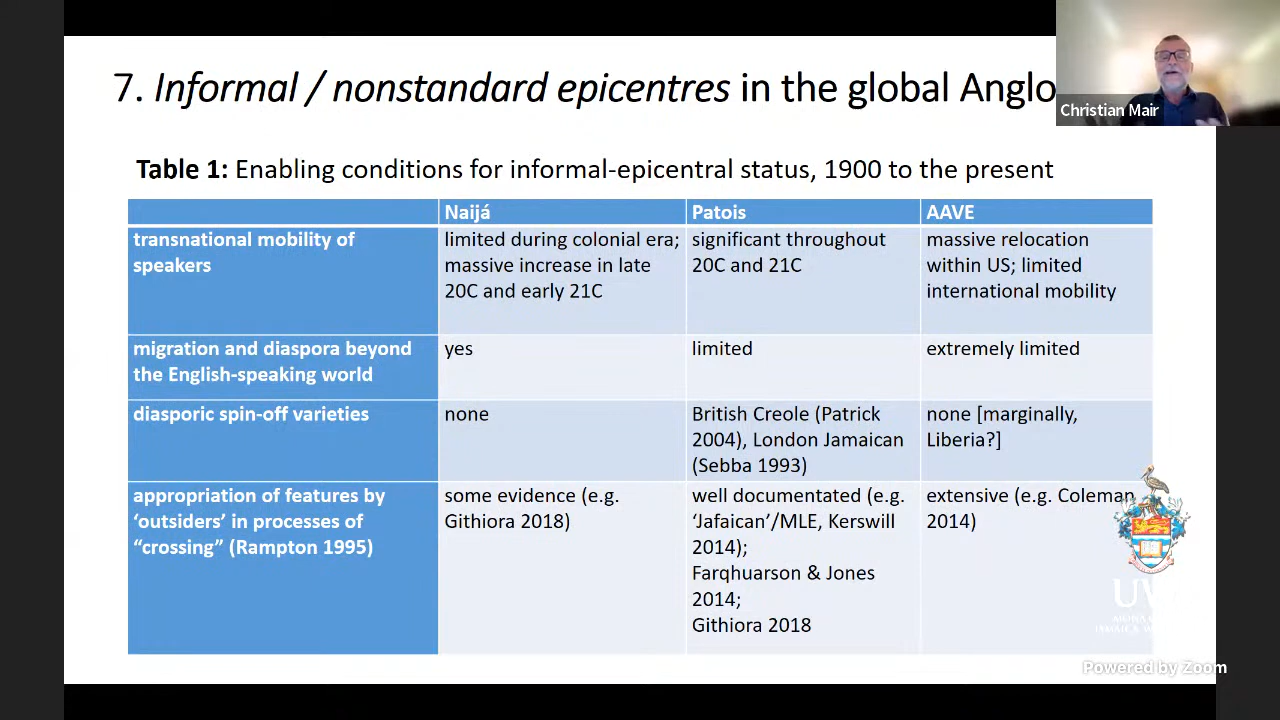 7. Informal / nonstandard epicentres in the global Anglo
Christian Mair
Table 1: Enabling conditions for informal-epicentral status, 1900 to the present
Naijá
Patois
AAVE
transnational mobility of
speakers
limited during colonial era;
massive increase in late
20C and early 21C
significant throughout
20C and 21C
massive relocation
within US; limited
international mobility
migration and diaspora beyond
the English-speaking world
yes
limited
extremely limited
diasporic spin-off varieties
none
British Creole (Patrick
2004), London Jamaican
(Sebba 1993)
none [marginally,
Liberia?]
appropriation of features by
‘outsiders’ in processes of
“crossing” (Rampton 1995)
some evidence (e.g.
Githiora 2018)
well documented (e.g.
‘Jafaican’/MLE, Kerswill
2014);
Farqhuarson & Jones
2014;
Githiora 2018
extensive (e.g. Coleman
2014)
Powered by Zoom